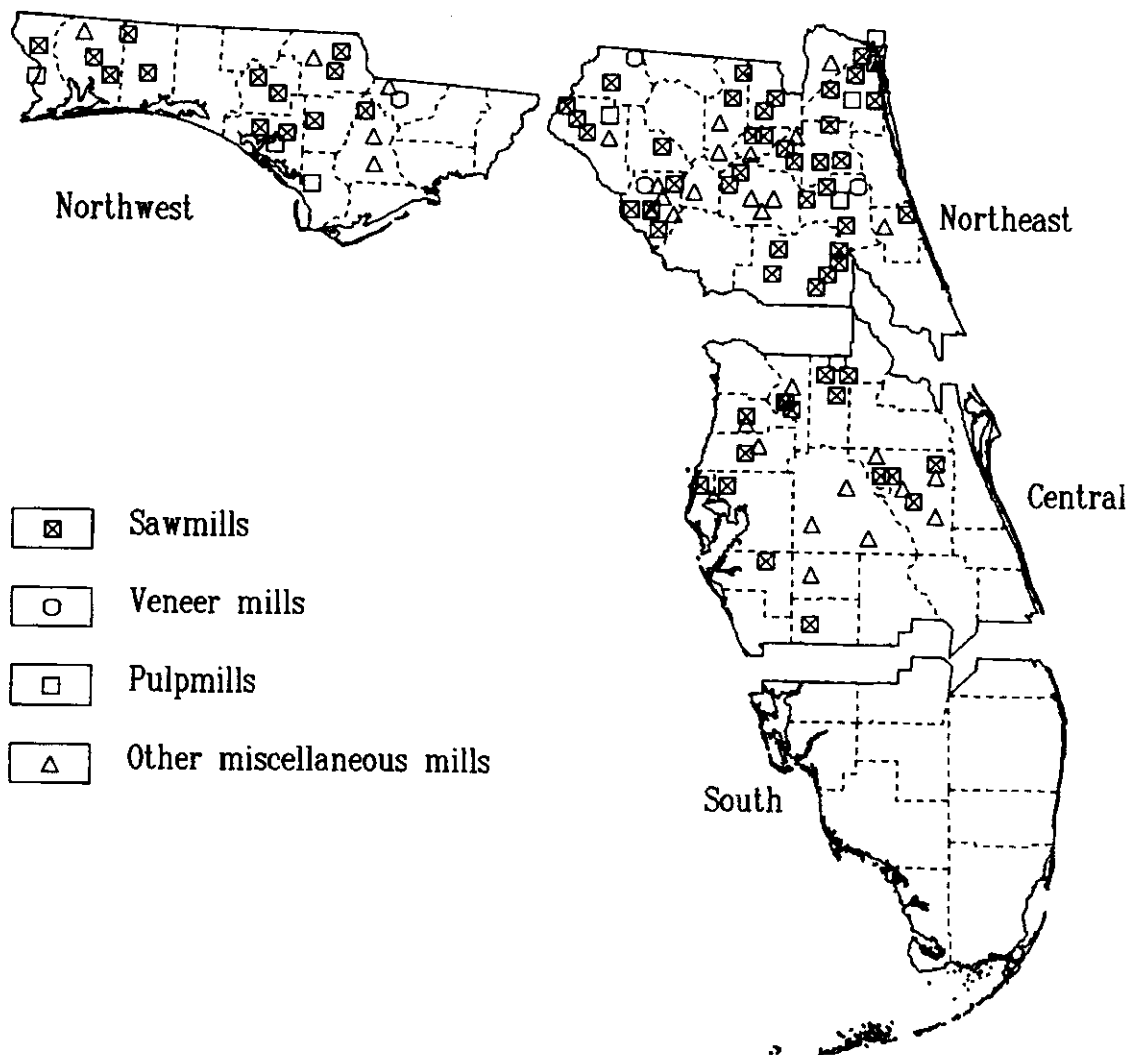 Northwest
Northeast
Central
Sawmills
Veneer mills
Pulpmills
Other miscellaneous mills
South